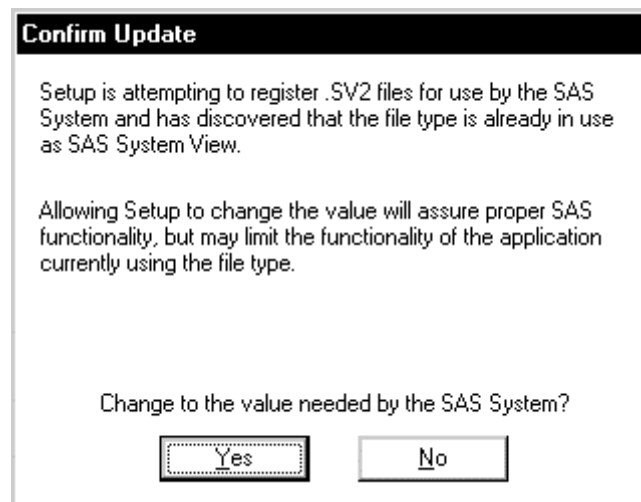 Confirm Update
Setup is attempting to register .SV2 files for use by the SAS
System and has discovered that the file type is already in use
as SAS System View.
Allowing Setup to change the value will assure proper SAS
functionality, but may limit the functionality of the application
currently using the file type.
Change to the value needed by the SAS System?
Yes
No